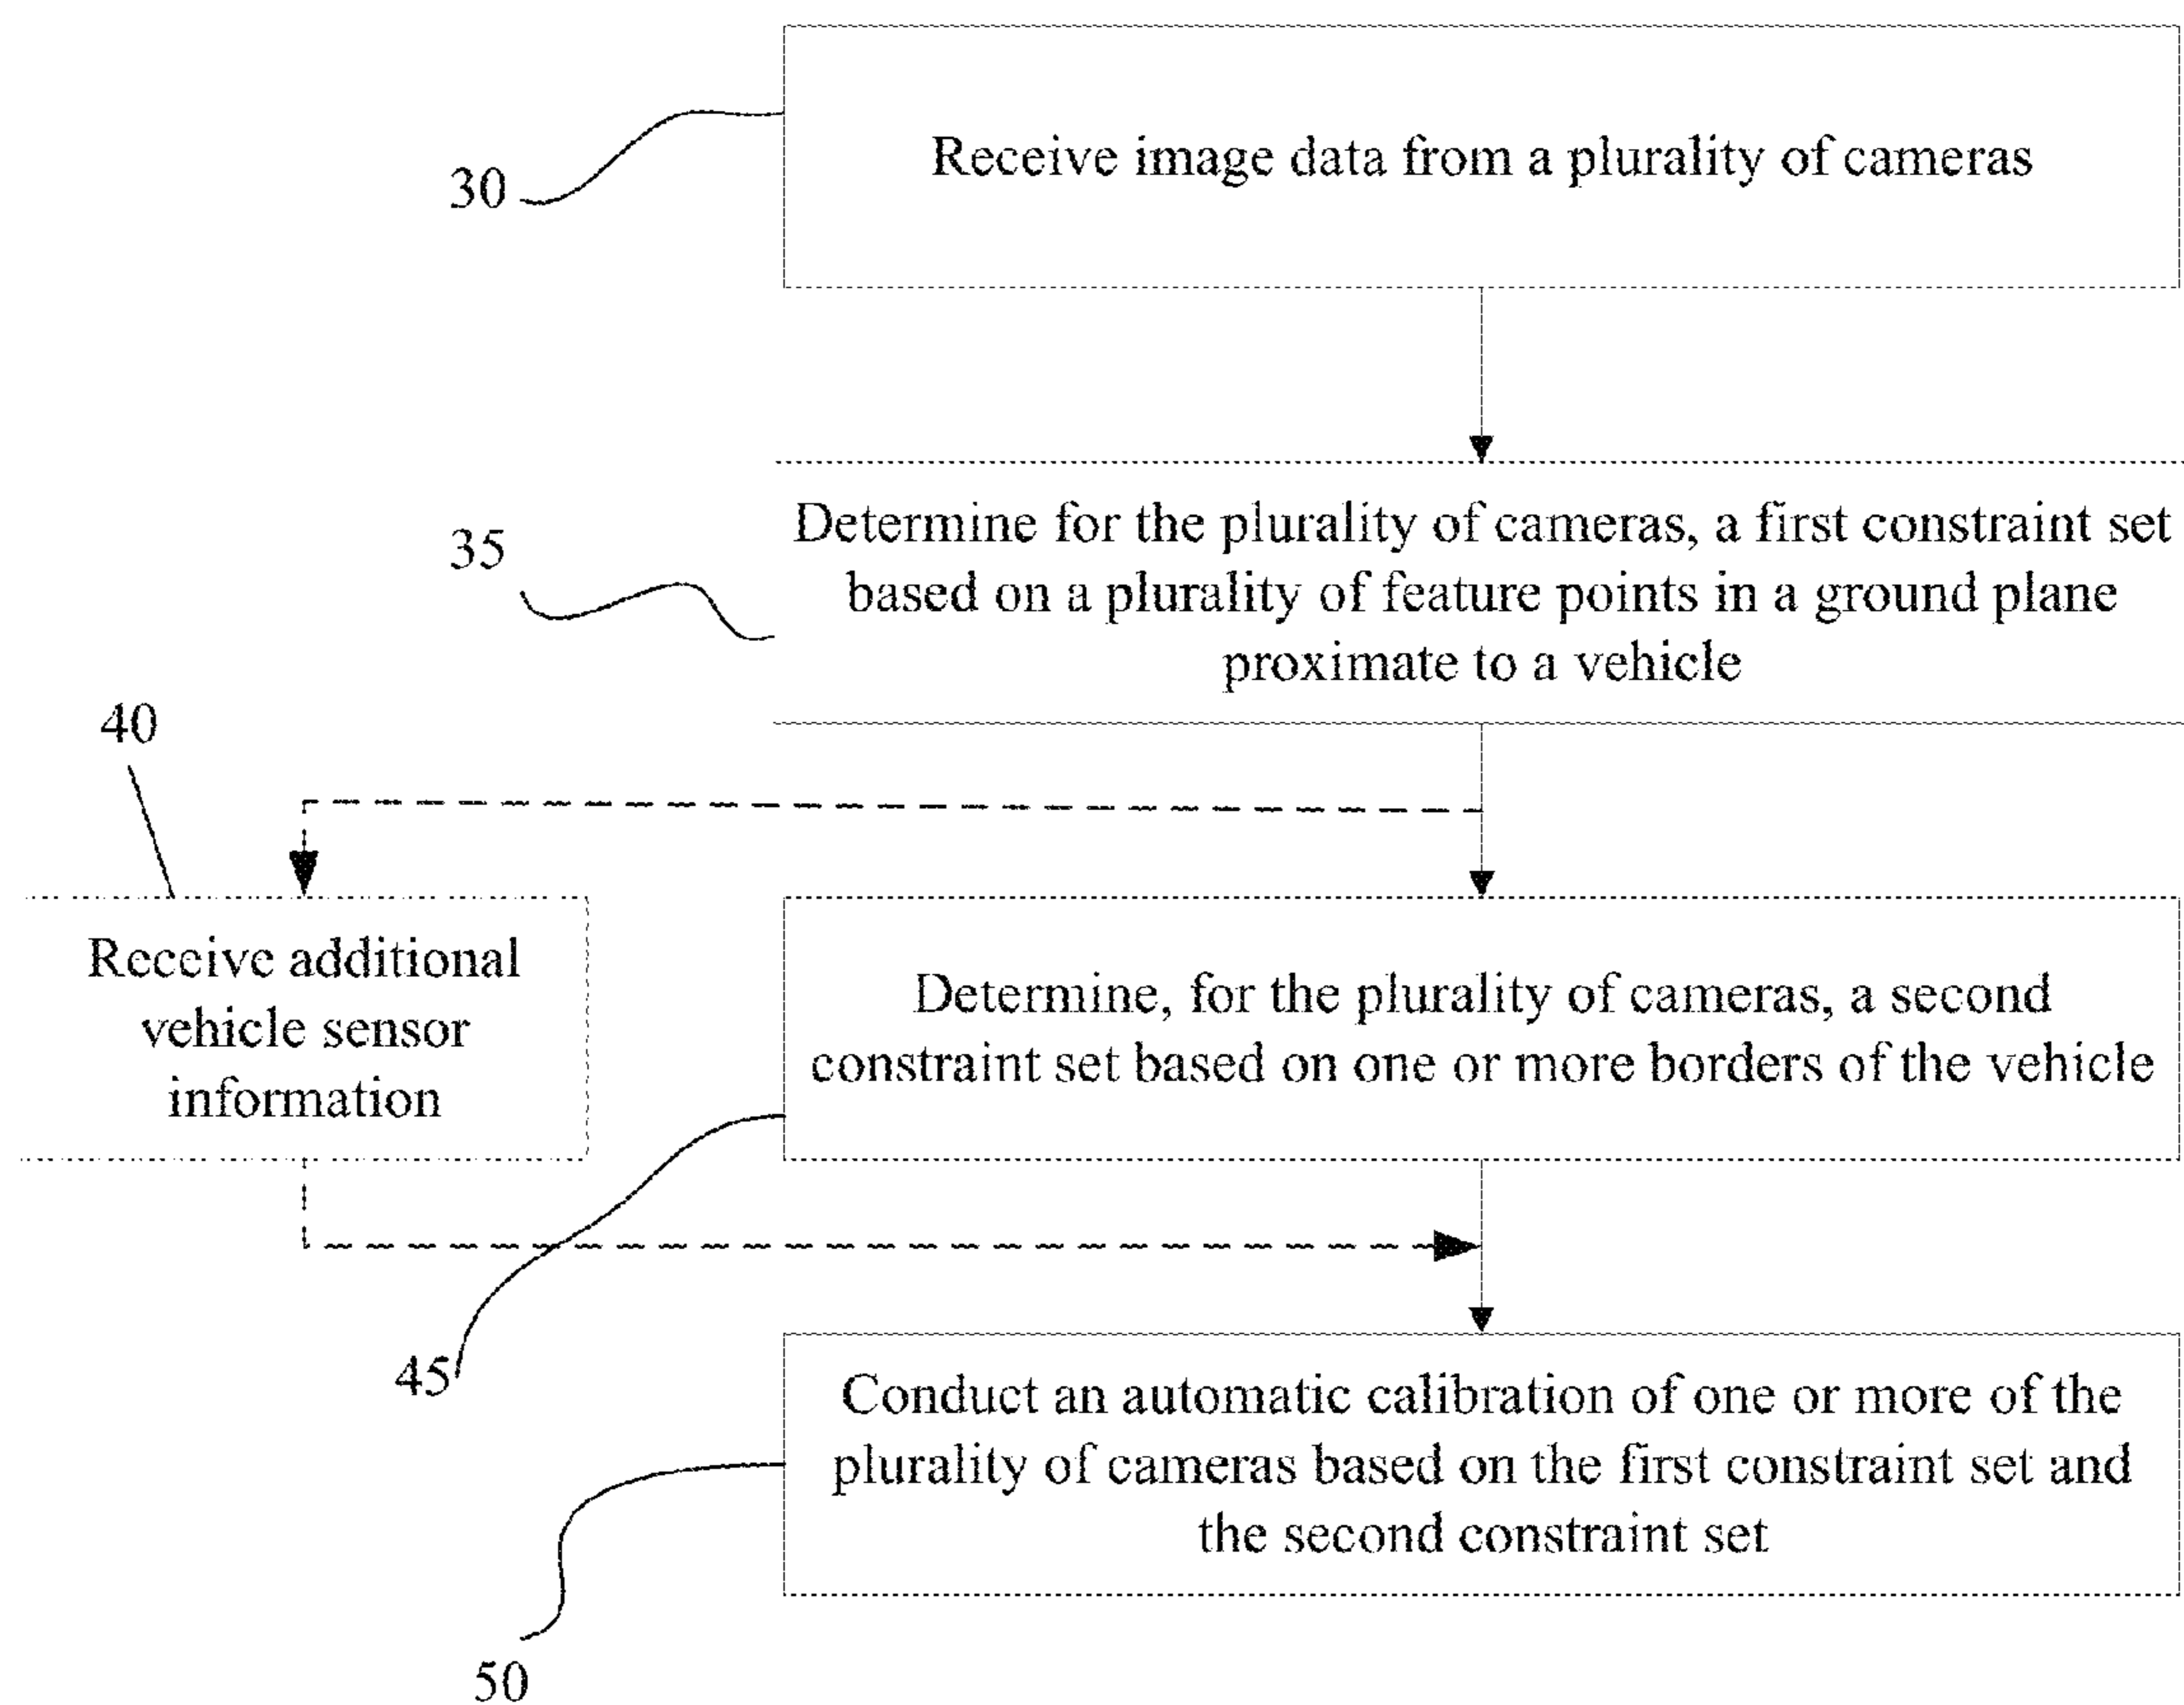 30
Receive image data from a plurality of cameras
35
Determine for the plurality of cameras, a first constraint set
based on a plurality of feature points in a ground plane
proximate to a vehicle
40
Receive additional
vehicle sensor
information
Determine, for the plurality of cameras, a second
constraint set based on one or more borders of the vehicle
45
Conduct an automatic calibration of one or more of the
plurality of cameras based on the first constraint set and
the second constraint set
50